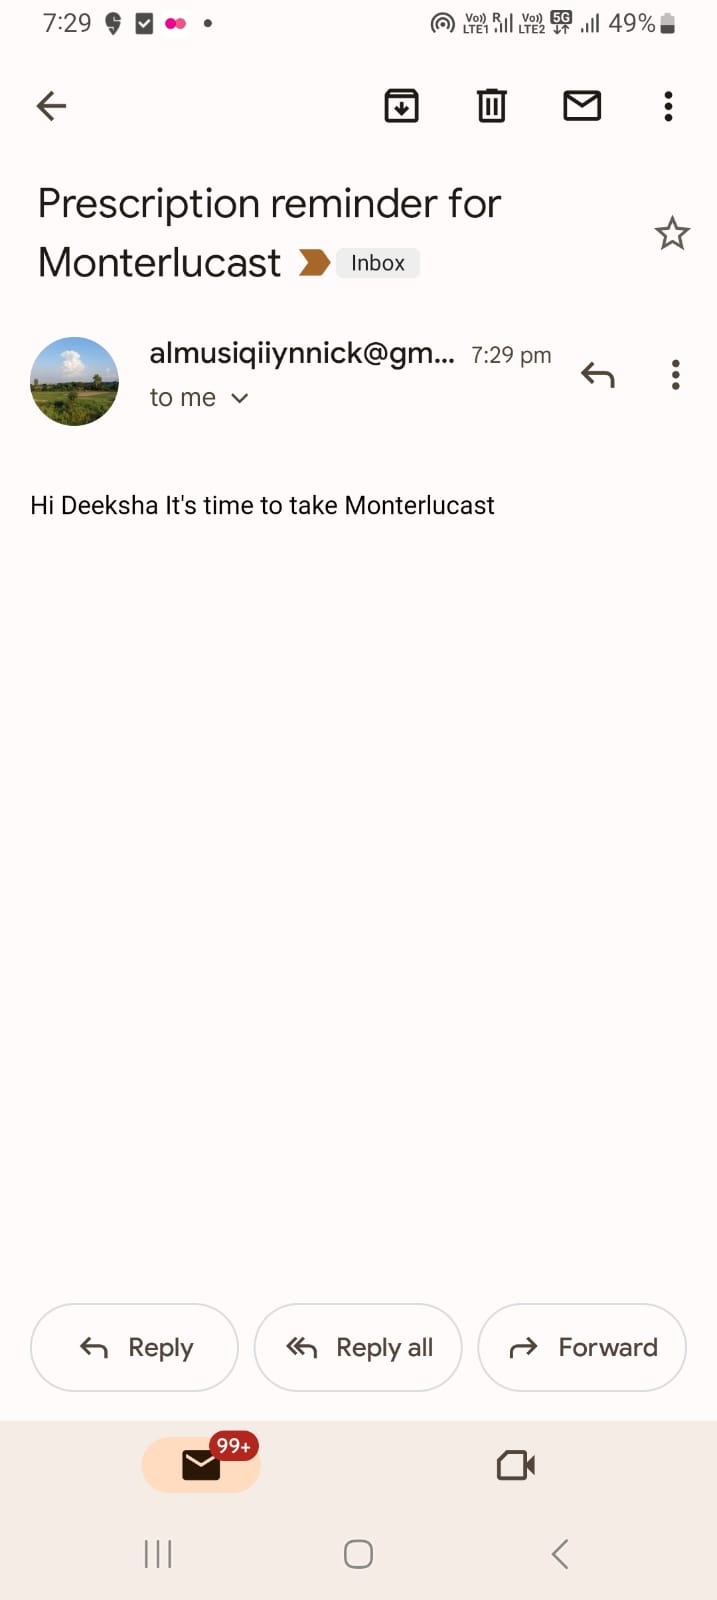 7:29 Vo)) LTE1 R Vo)) LTE2 5G 49%
Prescription reminder for
Monterlucast Inbox
almusiqiiynnick@gm... 7:29 pm
to me
Hi Deeksha It's time to take Monterlucast
Reply Reply all Forward
99+